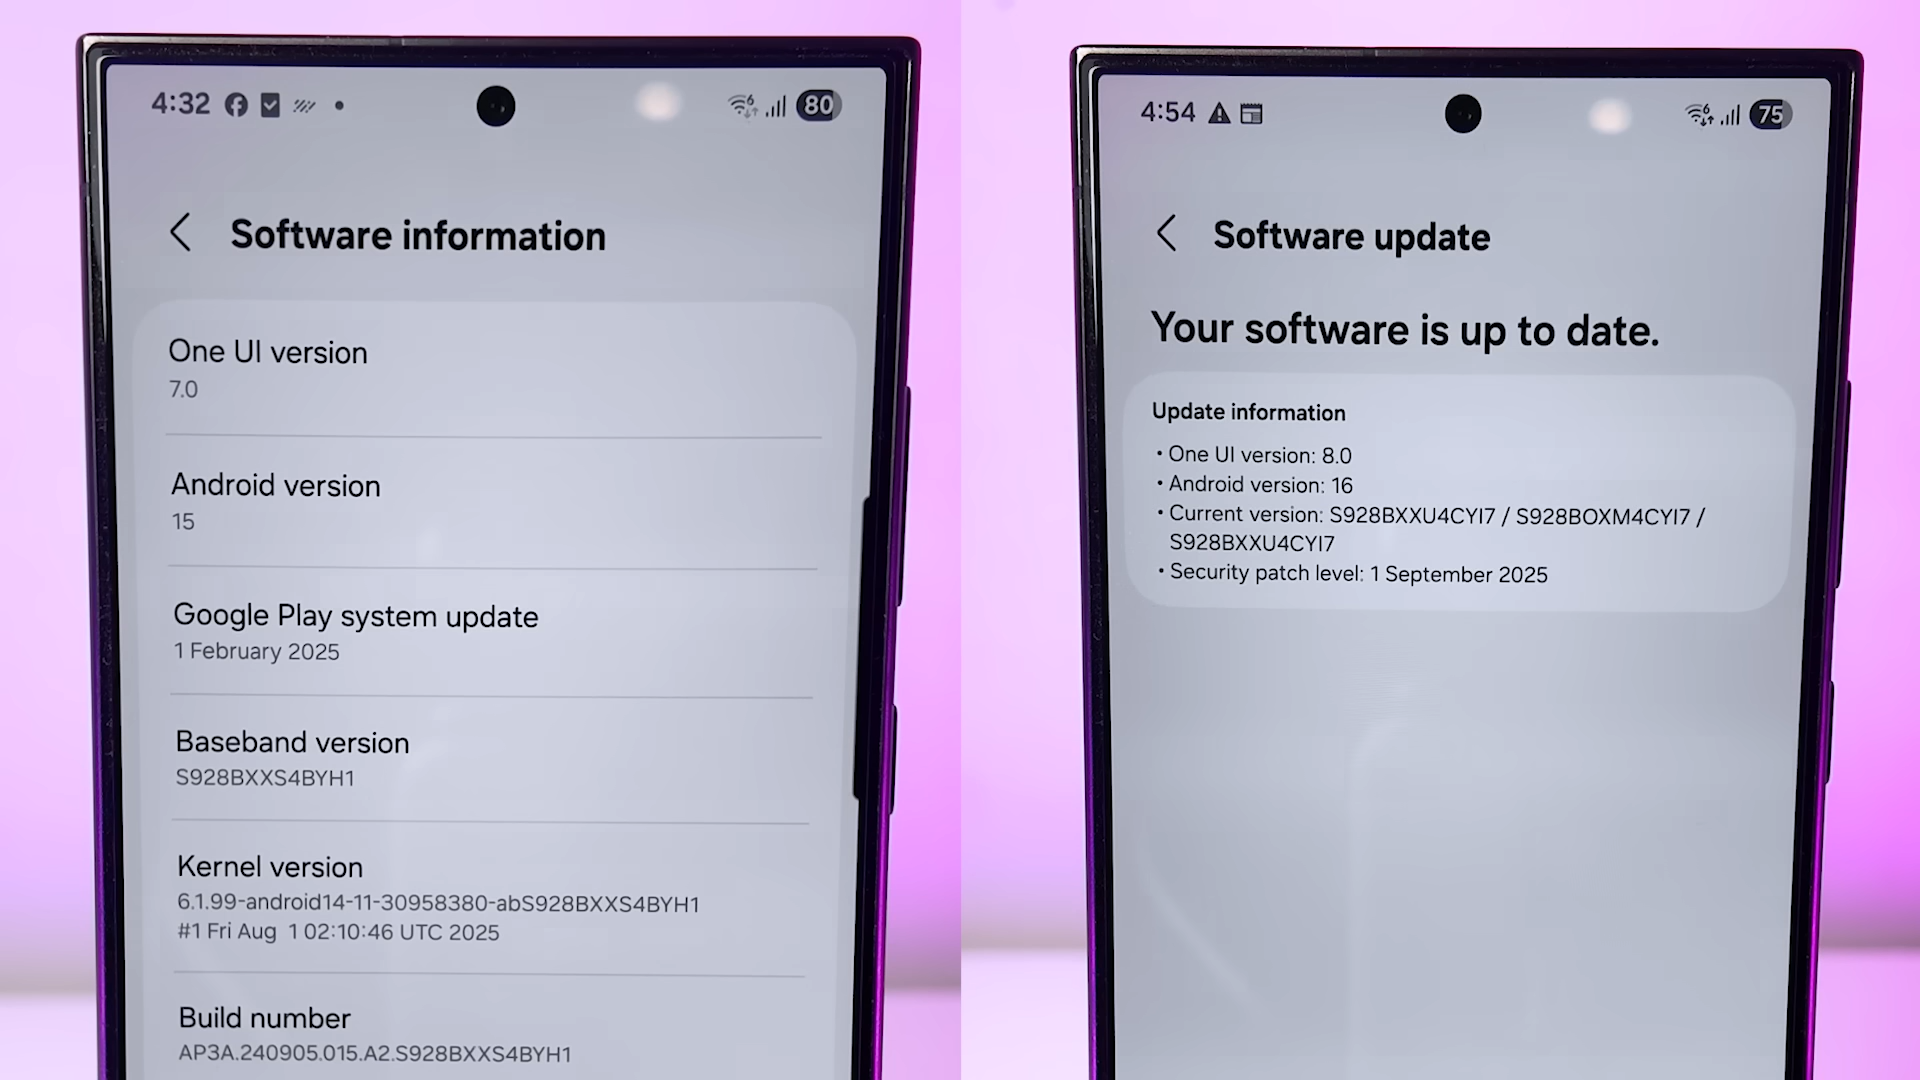 4:32
80
Software information
One UI version
7.0
Android version
15
Google Play system update
1 February 2025
Baseband version
S928BXXS4BYH1
Kernel version
6.1.99-android14-11-30958380-abS928BXXS4BYH1
#1 Fri Aug  1 02:10:46 UTC 2025
Build number
AP3A.240905.015.A2.S928BXXS4BYH1
4:54
75
Software update
Your software is up to date.
Update information
• One UI version: 8.0
• Android version: 16
• Current version: S928BXXU4CYI7 / S928BOXM4CYI7 /
S928BXXU4CYI7
• Security patch level: 1 September 2025